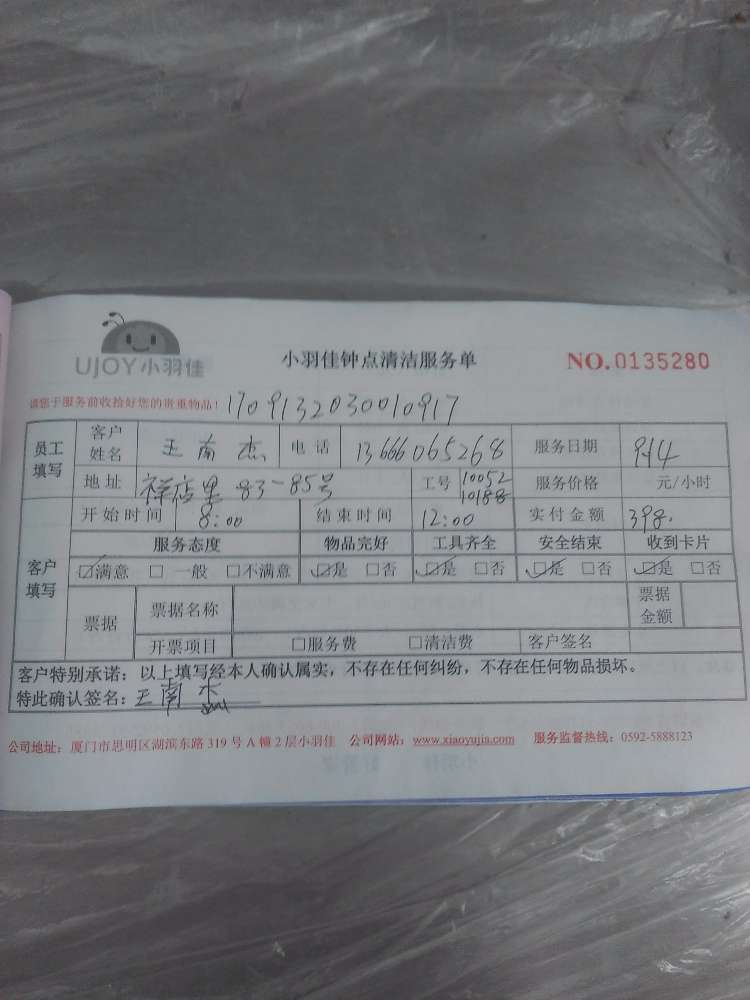 UJOY小羽佳
小羽佳钟点清洁服务单
NO.0135280
请您于服务前收拾好您的贵重物品！ 1709132030010917
员工填写 客户姓名 王南杰 电话 13666065268 服务日期 9.14
地址 祥店里 83-85号 工号 10052 10188 服务价格 元/小时
开始时间 8:00 结束时间 12:00 实付金额 398.
客户填写 服务态度 物品完好 工具齐全 安全结束 收到卡片
☑满意 □一般 □不满意 ☑是 □否 ☑是 □否 ☑是 □否 ☑是 □否
票据 票据名称 票据金额
开票项目 □服务费 □清洁费 客户签名
客户特别承诺：以上填写经本人确认属实，不存在任何纠纷，不存在任何物品损坏。
特此确认签名：王南杰
公司地址：厦门市思明区湖滨东路 319 号 A 幢 2 层小羽佳 公司网站：www.xiaoyujia.com 服务监督热线：0592-5888123